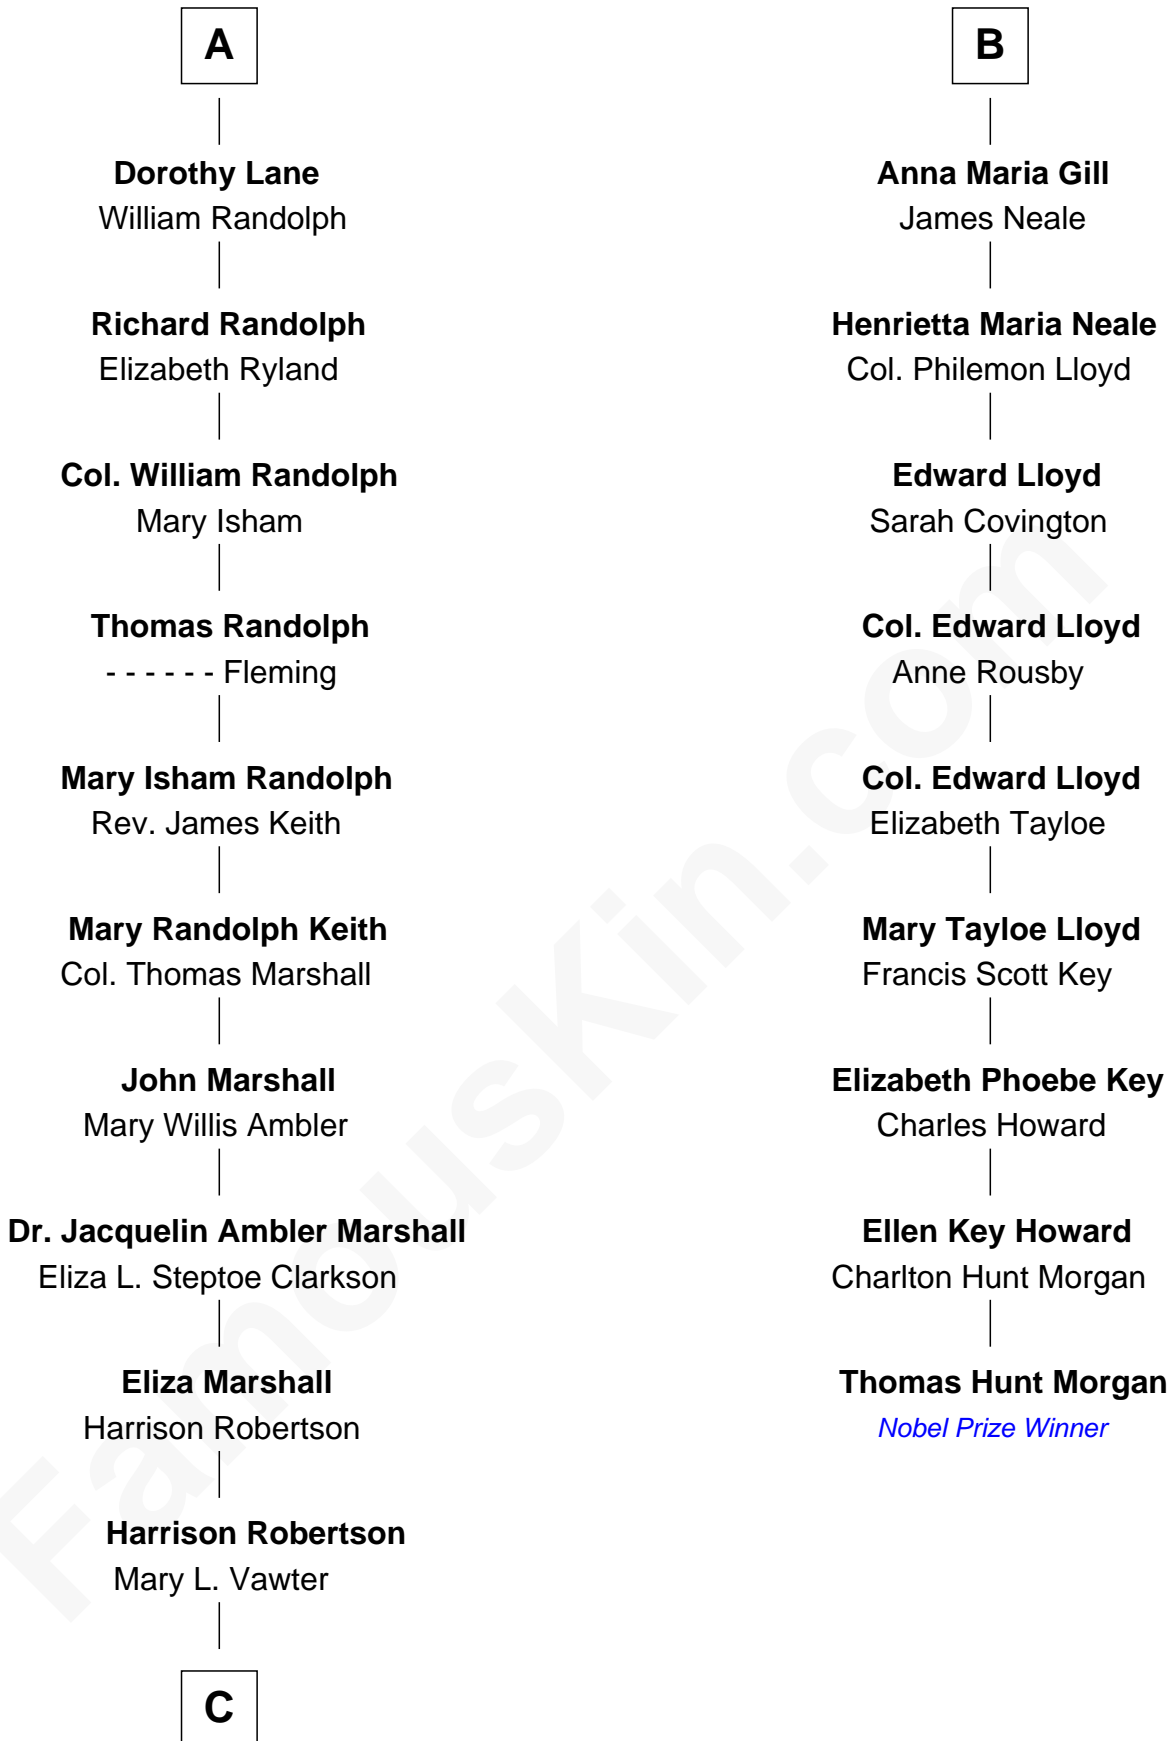 A
Dorothy Lane
William Randolph
Richard Randolph
Elizabeth Ryland
Col. William Randolph
Mary Isham
Thomas Randolph
- - - - - - Fleming
Mary Isham Randolph
Rev. James Keith
Mary Randolph Keith
Col. Thomas Marshall
John Marshall
Mary Willis Ambler
Dr. Jacquelin Ambler Marshall
Eliza L. Steptoe Clarkson
Eliza Marshall
Harrison Robertson
Harrison Robertson
Mary L. Vawter
C
B
Anna Maria Gill
James Neale
Henrietta Maria Neale
Col. Philemon Lloyd
Edward Lloyd
Sarah Covington
Col. Edward Lloyd
Anne Rousby
Col. Edward Lloyd
Elizabeth Tayloe
Mary Tayloe Lloyd
Francis Scott Key
Elizabeth Phoebe Key
Charles Howard
Ellen Key Howard
Charlton Hunt Morgan
Thomas Hunt Morgan
Nobel Prize Winner
FamousKin.com